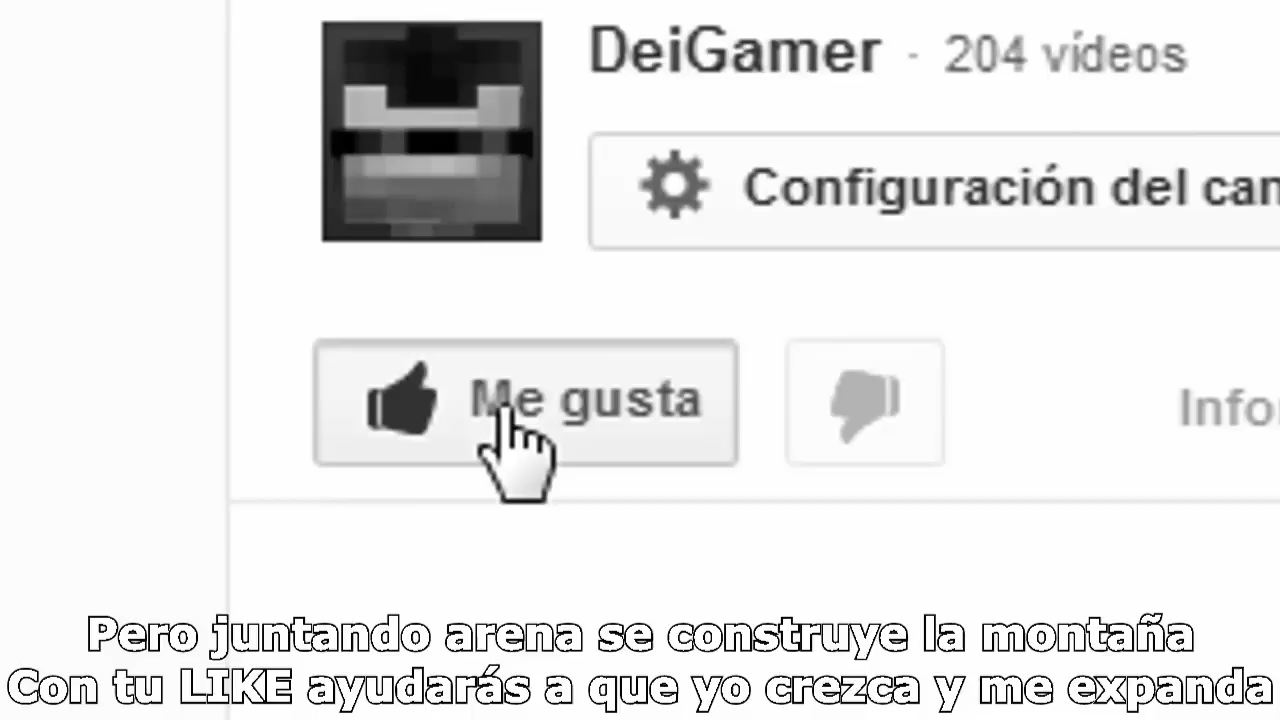 DeiGamer · 204 vídeos
Configuración del can
Me gusta
Infor
Pero juntando arena se construye la montaña
Con tu LIKE ayudarás a que yo crezca y me expanda